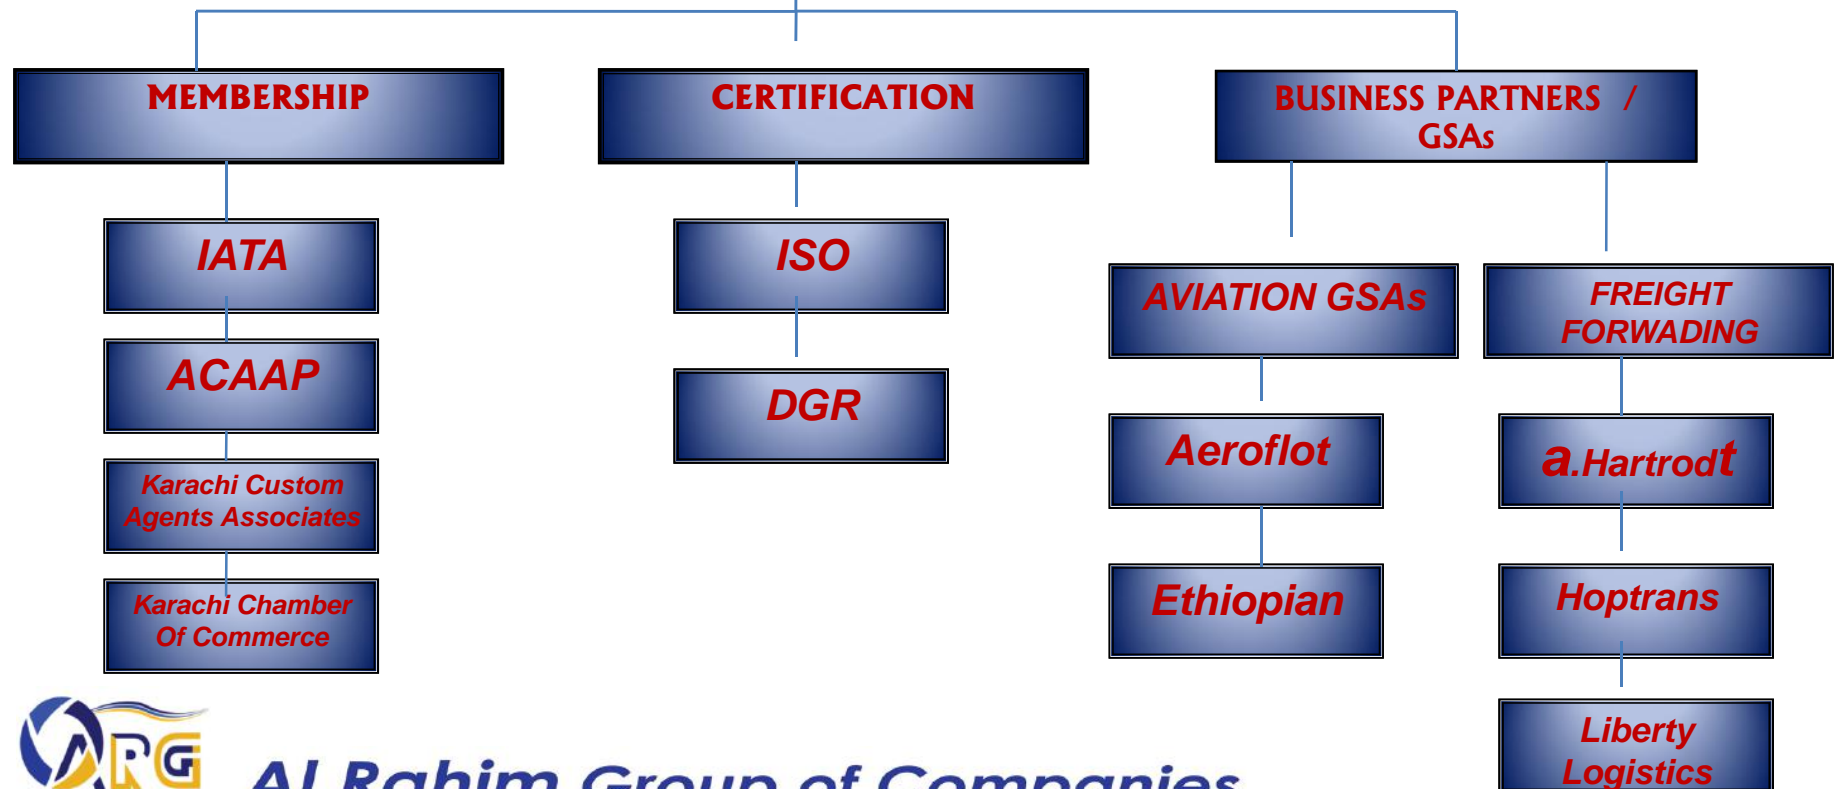 MEMBERSHIP
CERTIFICATION
BUSINESS PARTNERS /
GSAs
IATA
ACAAP
Karachi Custom
Agents Associates
Karachi Chamber
Of Commerce
ISO
DGR
AVIATION GSAs
Aeroflot
Ethiopian
FREIGHT
FORWADING
a.Hartrodt
Hoptrans
Liberty
Logistics
ARG
Al Rahim Group of Companies